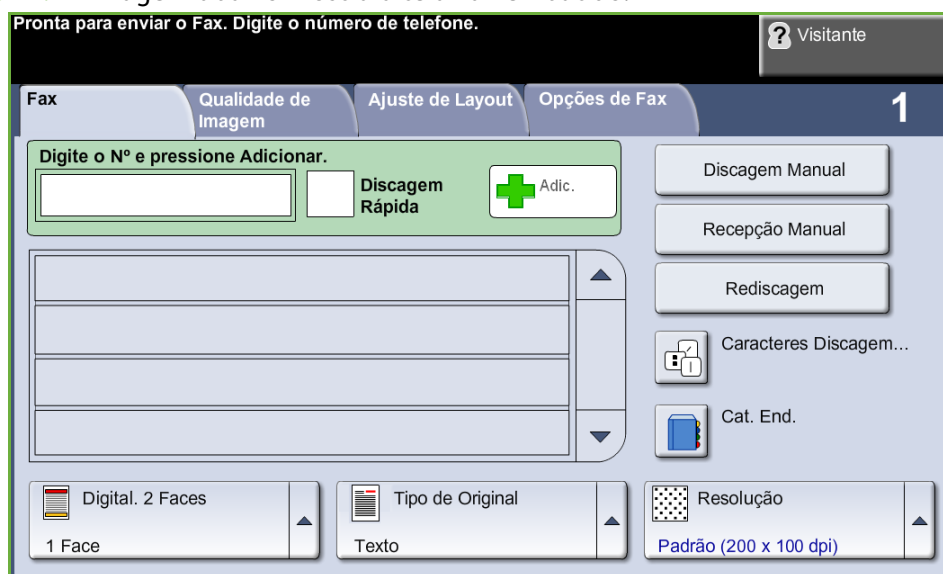 Pronta para enviar o Fax. Digite o número de telefone.
Visitante
Fax
Qualidade de
Imagem
Ajuste de Layout
Opções de Fax
1
Digite o Nº e pressione Adicionar.
Discagem
Rápida
Adic.
Discagem Manual
Recepção Manual
Rediscagem
Caracteres Discagem...
Cat. End.
Digital. 2 Faces
1 Face
Tipo de Original
Texto
Resolução
Padrão (200 x 100 dpi)